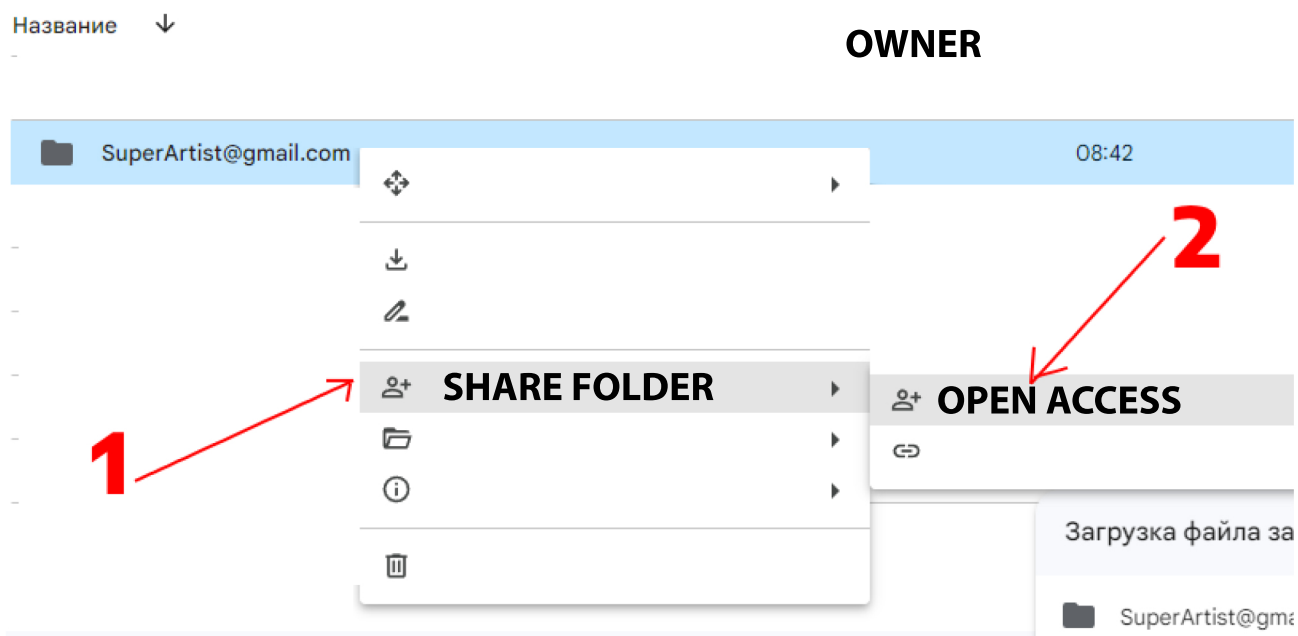 Название
OWNER
SuperArtist@gmail.com
08:42
2
SHARE FOLDER
OPEN ACCESS
1
Загрузка файла за
SuperArtist@gma